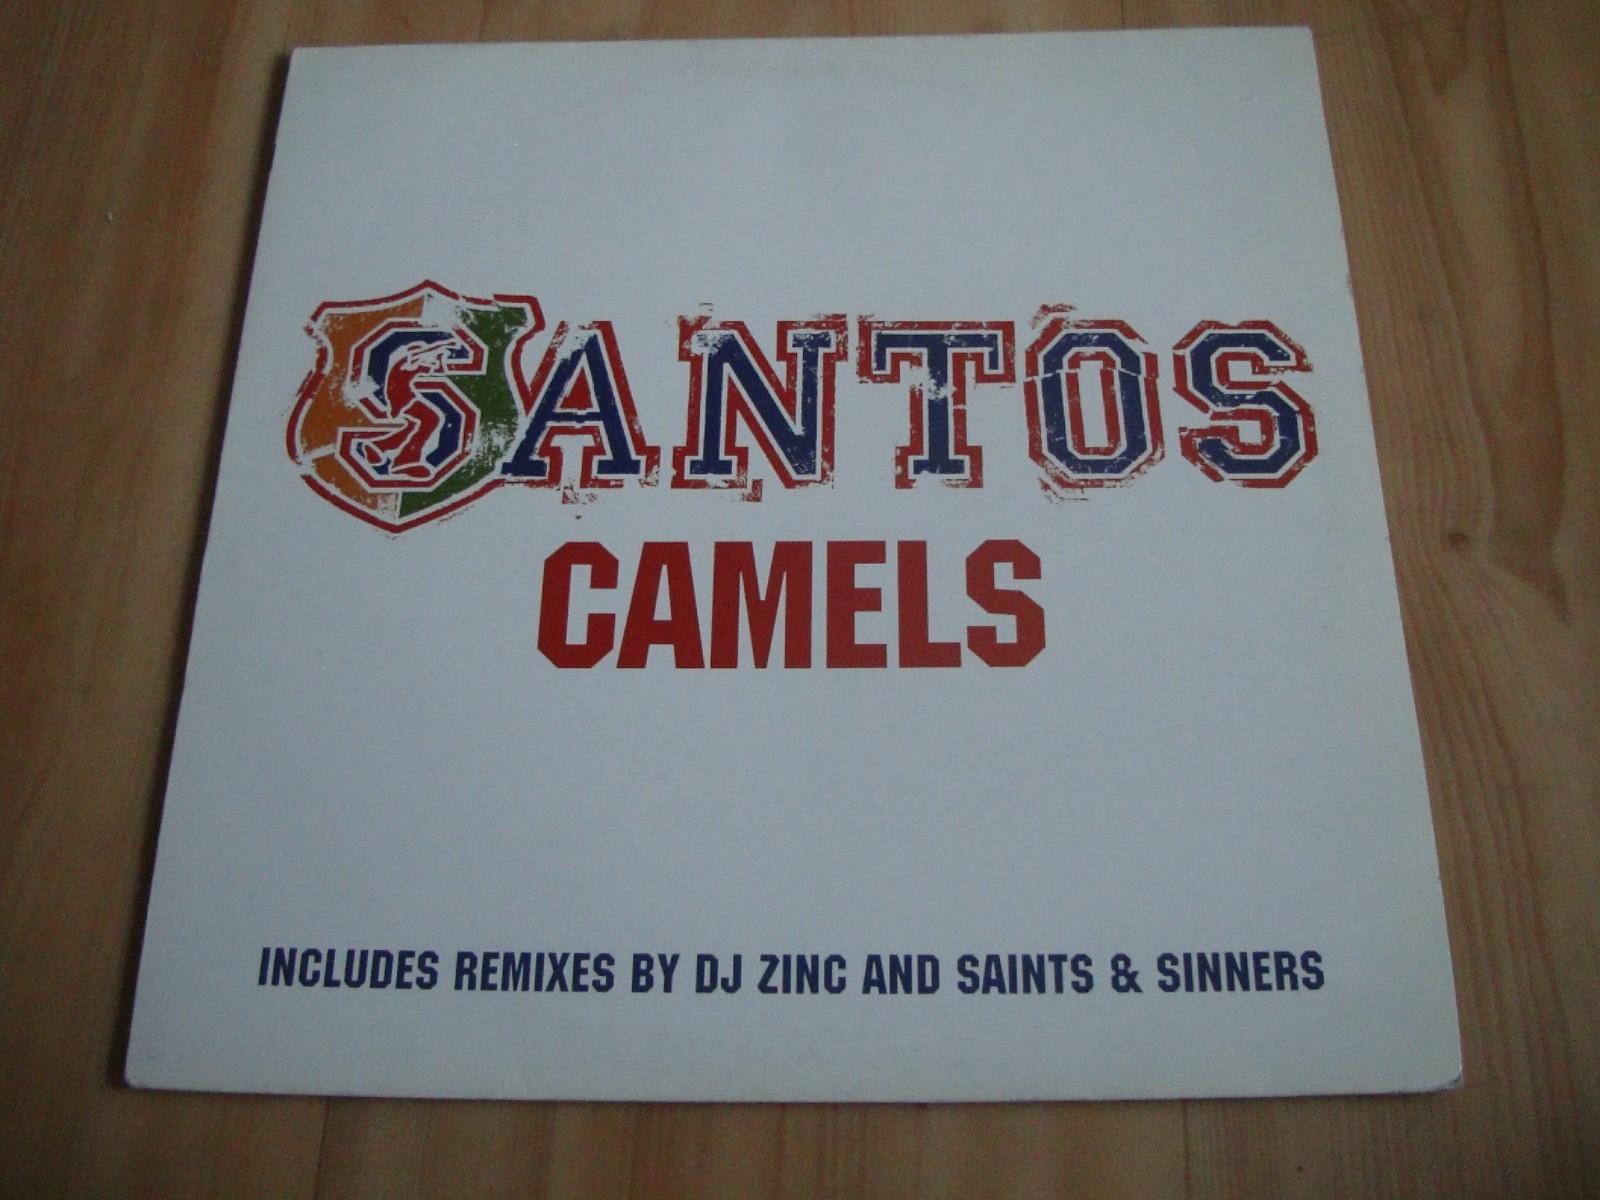 SANTOS
CAMELS
INCLUDES REMIXES BY DJ ZINC AND SAINTS & SINNERS